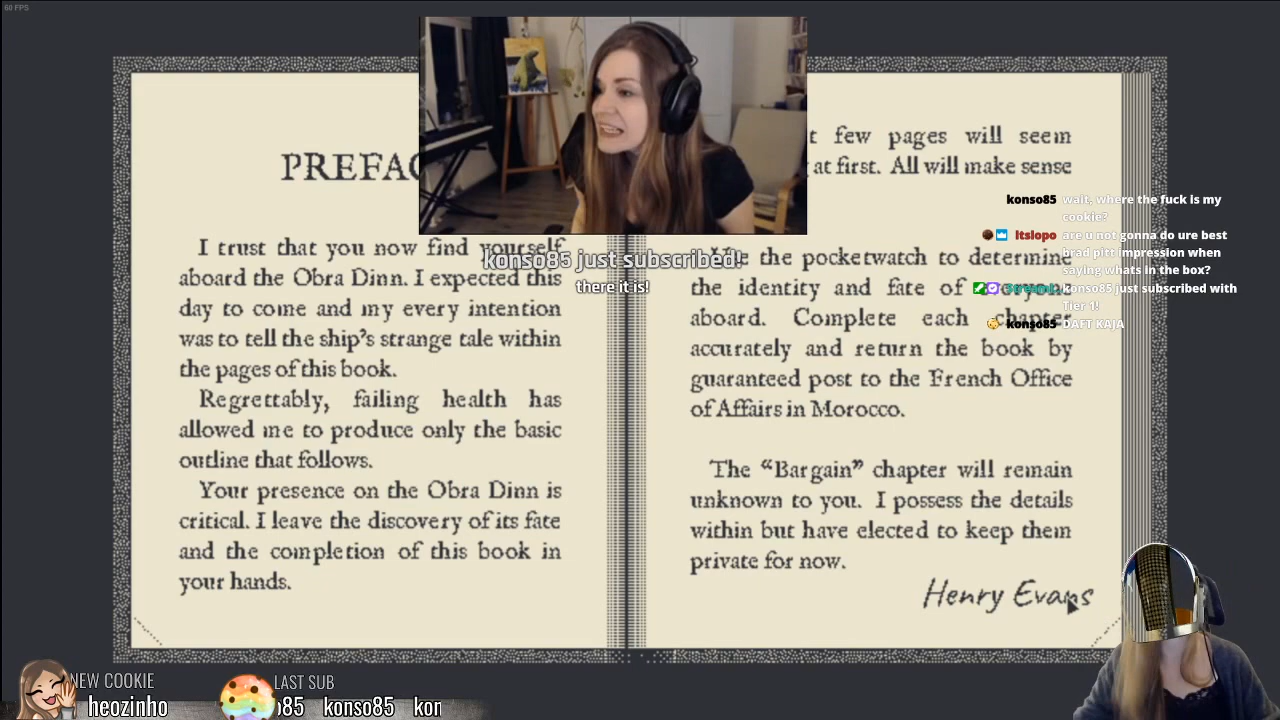 60 FPS
PREFAC
I trust that you now find yourself
aboard the Obra Dinn. I expected this
day to come and my every intention
was to tell the ship's strange tale within
the pages of this book.
Regrettably, failing health has
allowed me to produce only the basic
outline that follows.
Your presence on the Obra Dinn is
critical. I leave the discovery of its fate
and the completion of this book in
your hands.
few pages will seem
at first. All will make sense
the pocketwatch to determine
the identity and fate of
aboard. Complete each chapter
accurately and return the book by
guaranteed post to the French Office
of Affairs in Morocco.
The “Bargain” chapter will remain
unknown to you. I possess the details
within but have elected to keep them
private for now.
Henry Evans
konso85 just subscribed!
there it is!
konso85 wait, where the fuck is my
cookie?
Itslopo are u not gonna do ure best
brad pitt impression when
saying whats in the box?
konso85 just subscribed with
Tier 1!
konso85 DAFT KAJA
NEW COOKIE
heozinho
LAST SUB
85 konso85 kon